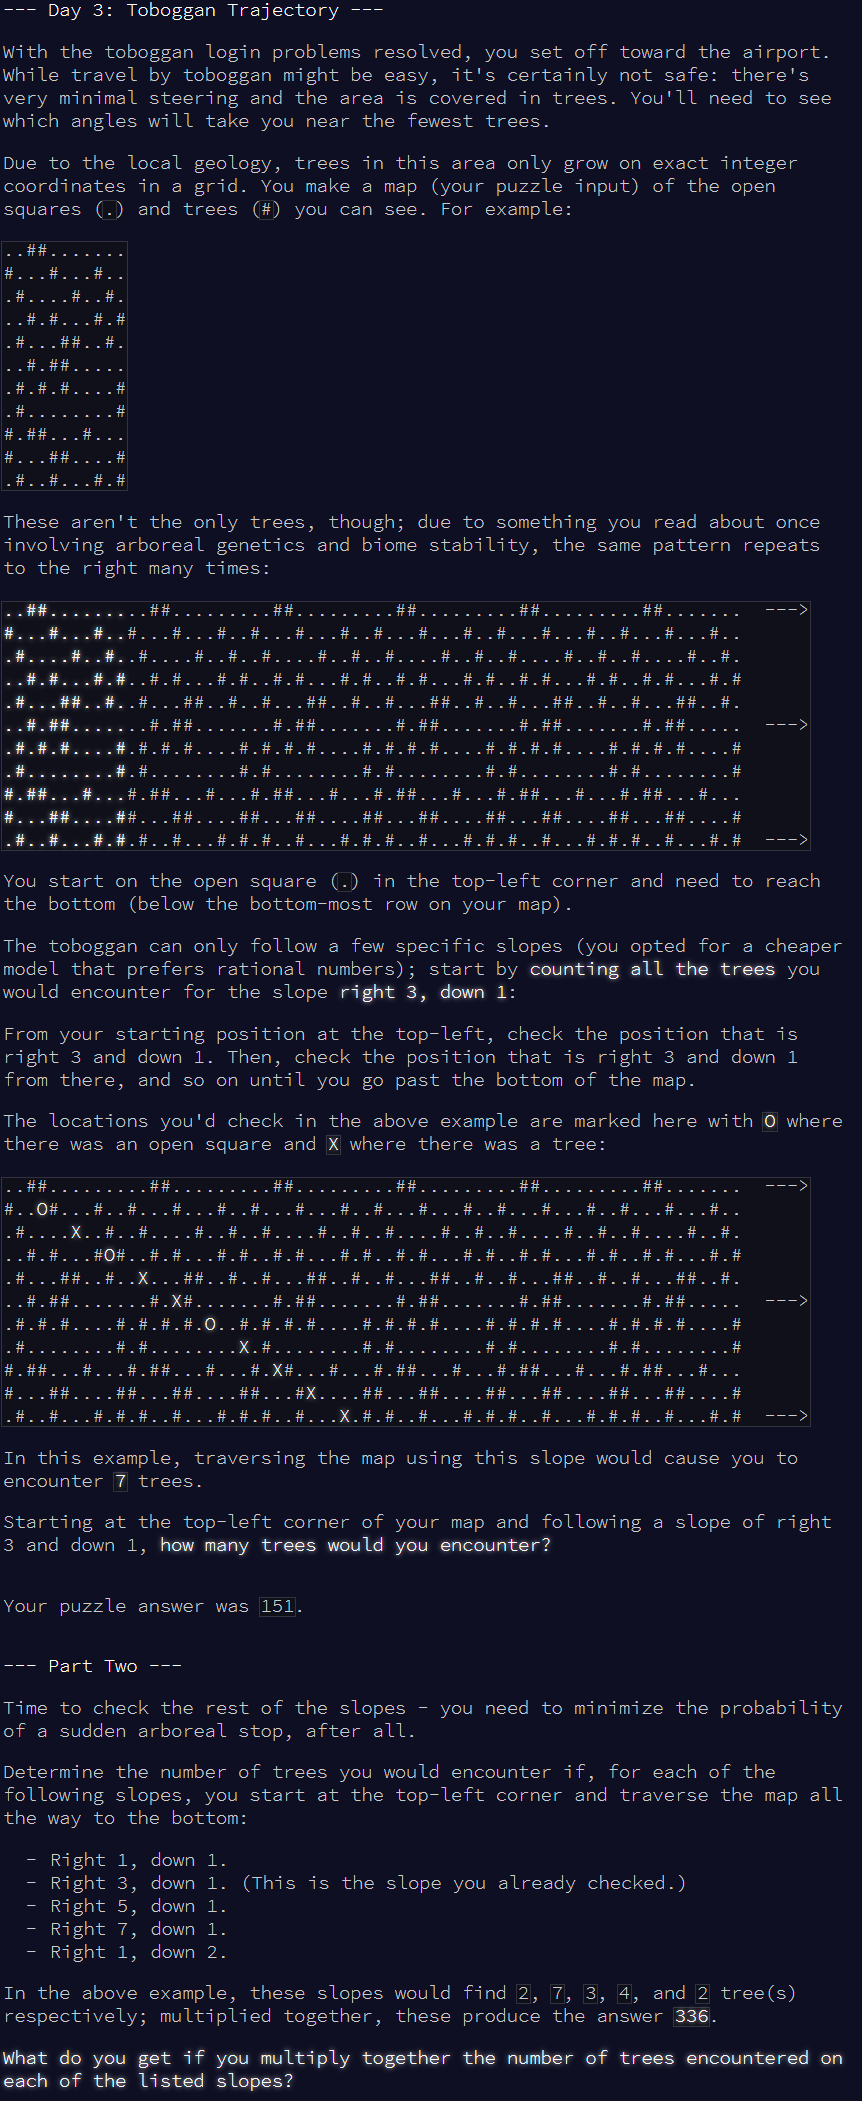 --- Day 3: Toboggan Trajectory ---
With the toboggan login problems resolved, you set off toward the airport.
While travel by toboggan might be easy, it's certainly not safe: there's
very minimal steering and the area is covered in trees. You'll need to see
which angles will take you near the fewest trees.
Due to the local geology, trees in this area only grow on exact integer
coordinates in a grid. You make a map (your puzzle input) of the open
squares (.) and trees (#) you can see. For example:
..##.......
#...#...#..
.#....#..#.
..#.#...#.#
.#...##..#.
..#.##.....
.#.#.#....#
.#........#
#.##...#...
#...##....#
.#..#...#.#
These aren't the only trees, though; due to something you read about once
involving arboreal genetics and biome stability, the same pattern repeats
to the right many times:
..##.........##.........##.........##.........##.........##.......  --->
#...#...#..#...#...#..#...#...#..#...#...#..#...#...#..#...#...#..
.#....#..#..#....#..#..#....#..#..#....#..#..#....#..#..#....#..#.
..#.#...#.#..#.#...#.#..#.#...#.#..#.#...#.#..#.#...#.#..#.#...#.#
.#...##..#..#...##..#..#...##..#..#...##..#..#...##..#..#...##..#.
..#.##.......#.##.......#.##.......#.##.......#.##.......#.##.....  --->
.#.#.#....#.#.#.#....#.#.#.#....#.#.#.#....#.#.#.#....#.#.#.#....#
.#........#.#........#.#........#.#........#.#........#.#........#
#.##...#...#.##...#...#.##...#...#.##...#...#.##...#...#.##...#...
#...##....##...##....##...##....##...##....##...##....##...##....#
.#..#...#.#.#..#...#.#.#..#...#.#.#..#...#.#.#..#...#.#.#..#...#.#  --->
You start on the open square (.) in the top-left corner and need to reach
the bottom (below the bottom-most row on your map).
The toboggan can only follow a few specific slopes (you opted for a cheaper
model that prefers rational numbers); start by counting all the trees you
would encounter for the slope right 3, down 1:
From your starting position at the top-left, check the position that is
right 3 and down 1. Then, check the position that is right 3 and down 1
from there, and so on until you go past the bottom of the map.
The locations you'd check in the above example are marked here with O where
there was an open square and X where there was a tree:
..##.........##.........##.........##.........##.........##.......  --->
#..O#...#..#...#...#..#...#...#..#...#...#..#...#...#..#...#...#..
.#....X..#..#....#..#..#....#..#..#....#..#..#....#..#..#....#..#.
..#.#...#O#..#.#...#.#..#.#...#.#..#.#...#.#..#.#...#.#..#.#...#.#
.#...##..#..X...##..#..#...##..#..#...##..#..#...##..#..#...##..#.
..#.##.......#.X#.......#.##.......#.##.......#.##.......#.##.....  --->
.#.#.#....#.#.#.#.O..#.#.#.#....#.#.#.#....#.#.#.#....#.#.#.#....#
.#........#.#........X.#........#.#........#.#........#.#........#
#.##...#...#.##...#...#.X#...#...#.##...#...#.##...#...#.##...#...
#...##....##...##....##...#X....##...##....##...##....##...##....#
.#..#...#.#.#..#...#.#.#..#...X.#.#..#...#.#.#..#...#.#.#..#...#.#  --->
In this example, traversing the map using this slope would cause you to
encounter 7 trees.
Starting at the top-left corner of your map and following a slope of right
3 and down 1, how many trees would you encounter?
Your puzzle answer was 151.
--- Part Two ---
Time to check the rest of the slopes - you need to minimize the probability
of a sudden arboreal stop, after all.
Determine the number of trees you would encounter if, for each of the
following slopes, you start at the top-left corner and traverse the map all
the way to the bottom:
- Right 1, down 1.
- Right 3, down 1. (This is the slope you already checked.)
- Right 5, down 1.
- Right 7, down 1.
- Right 1, down 2.
In the above example, these slopes would find 2, 7, 3, 4, and 2 tree(s)
respectively; multiplied together, these produce the answer 336.
What do you get if you multiply together the number of trees encountered on
each of the listed slopes?